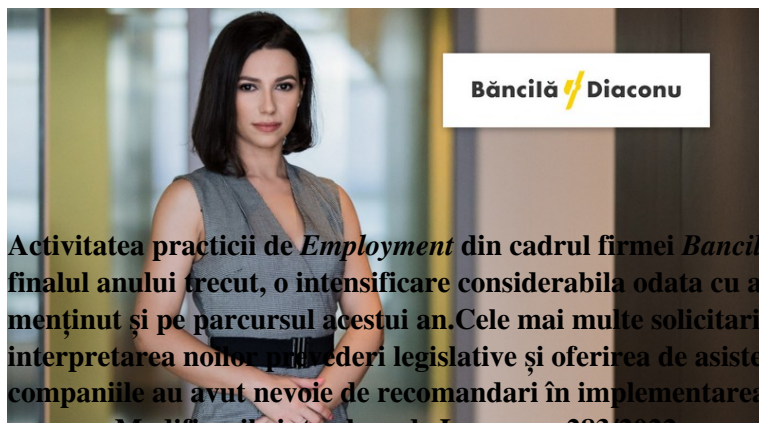 Băncilă Diaconu
Activitatea practicii de Employment din cadrul firmei
finalul anului trecut, o intensificare considerabila odata cu
menținut și pe parcursul acestui an.Cele mai multe solicitari
interpretarea noilor prevederi legislative și oferirea de
companiile au avut nevoie de recomandari în implementarea